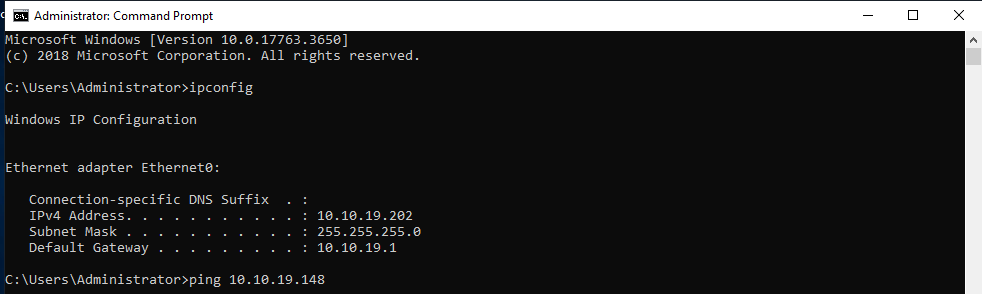 Administrator: Command Prompt
Microsoft Windows [Version 10.0.17763.3650]
(c) 2018 Microsoft Corporation. All rights reserved.
C:\Users\Administrator>ipconfig
Windows IP Configuration
Ethernet adapter Ethernet0:
   Connection-specific DNS Suffix  . :
   IPv4 Address. . . . . . . . . . . : 10.10.19.202
   Subnet Mask . . . . . . . . . . . : 255.255.255.0
   Default Gateway . . . . . . . . . : 10.10.19.1
C:\Users\Administrator>ping 10.10.19.148